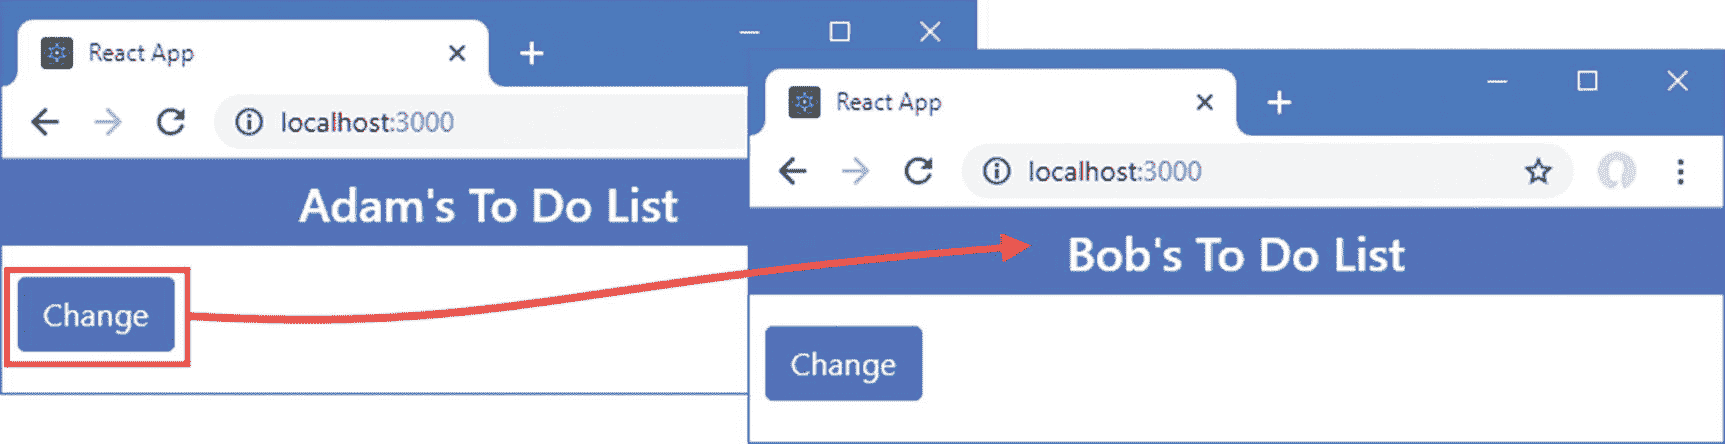 React App
localhost:3000
Adam's To Do List
Change
React App
localhost:3000
Bob's To Do List
Change